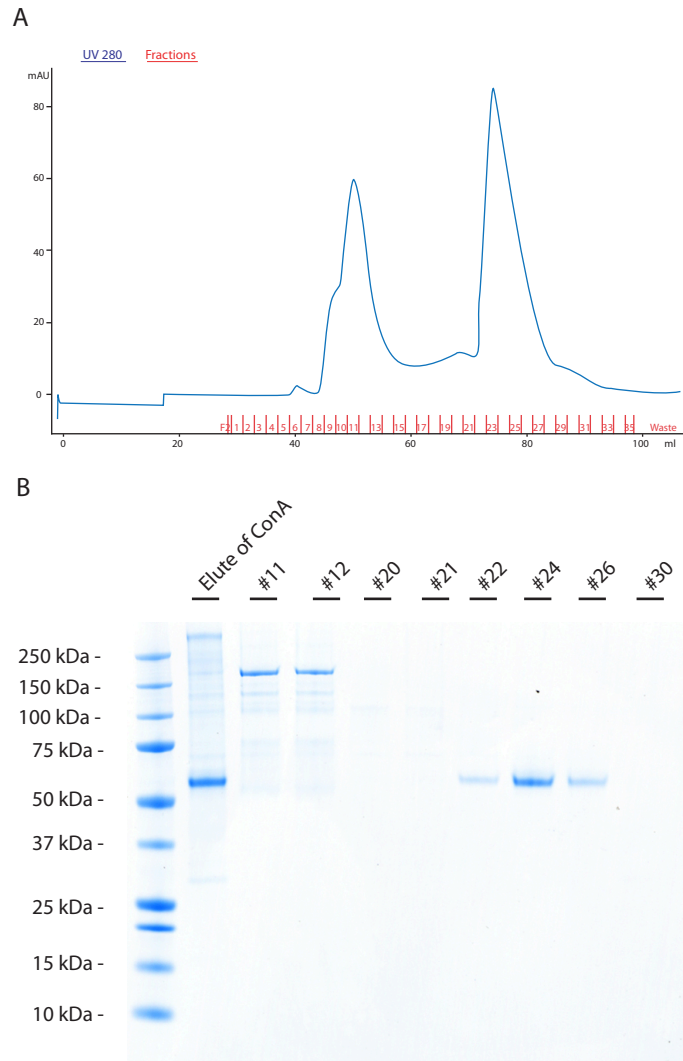 A
UV 280 Fractions
mAU
80
60
40
20
0
F2 1 2 3 4 5 6 7 8 9 10 11 13 15 17 19 21 23 25 27 29 31 33 35 Waste
0 20 40 60 80 100 ml
B
Elute of ConA #11 #12 #20 #21 #22 #24 #26 #30
250 kDa -
150 kDa -
100 kDa -
75 kDa -
50 kDa -
37 kDa -
25 kDa -
15 kDa -
10 kDa -